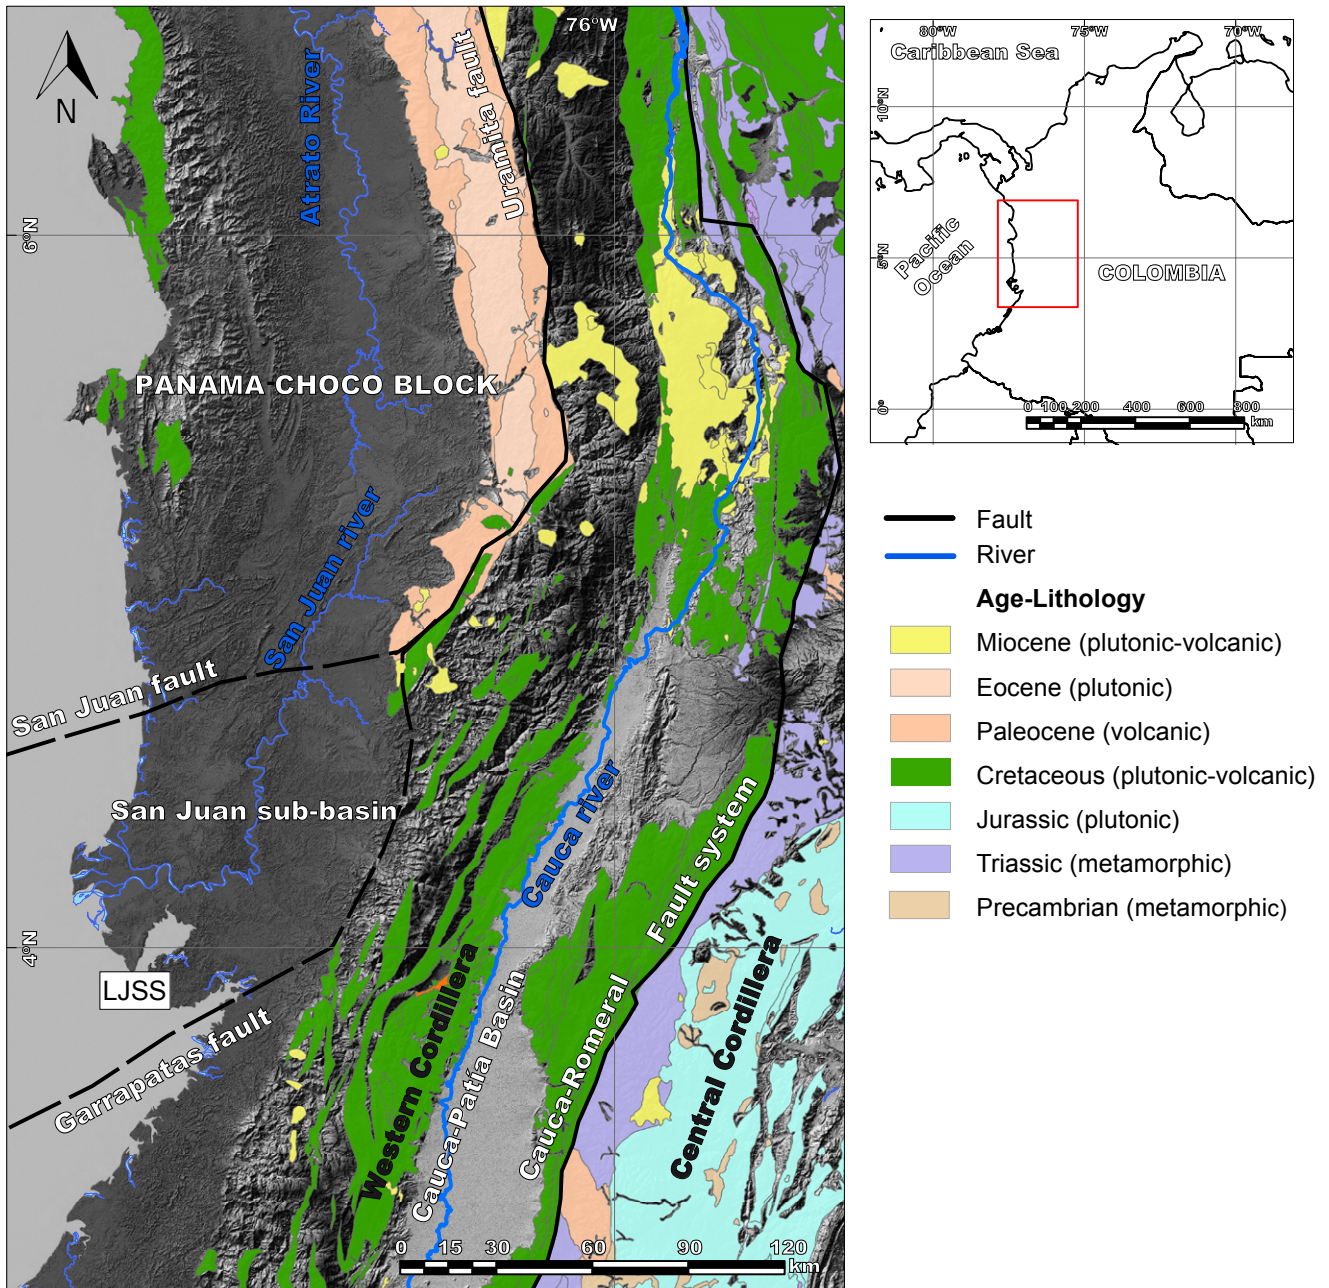 76°W
N
Atrato River
Uramita fault
6°N
PANAMA CHOCO BLOCK
San Juan river
San Juan fault
San Juan sub-basin
Cauca river
Fault system
4°N
LJSS
Garrapatas fault
Western Cordillera
Cauca-Patía Basin
Cauca-Romeral
Central Cordillera
0 15 30 60 90 120
km
80°W 75°W 70°W
Caribbean Sea
10°N
Pacific
Ocean
5°N
COLOMBIA
0°
0 100 200 400 600 800
km
Fault
River
Age-Lithology
Miocene (plutonic-volcanic)
Eocene (plutonic)
Paleocene (volcanic)
Cretaceous (plutonic-volcanic)
Jurassic (plutonic)
Triassic (metamorphic)
Precambrian (metamorphic)